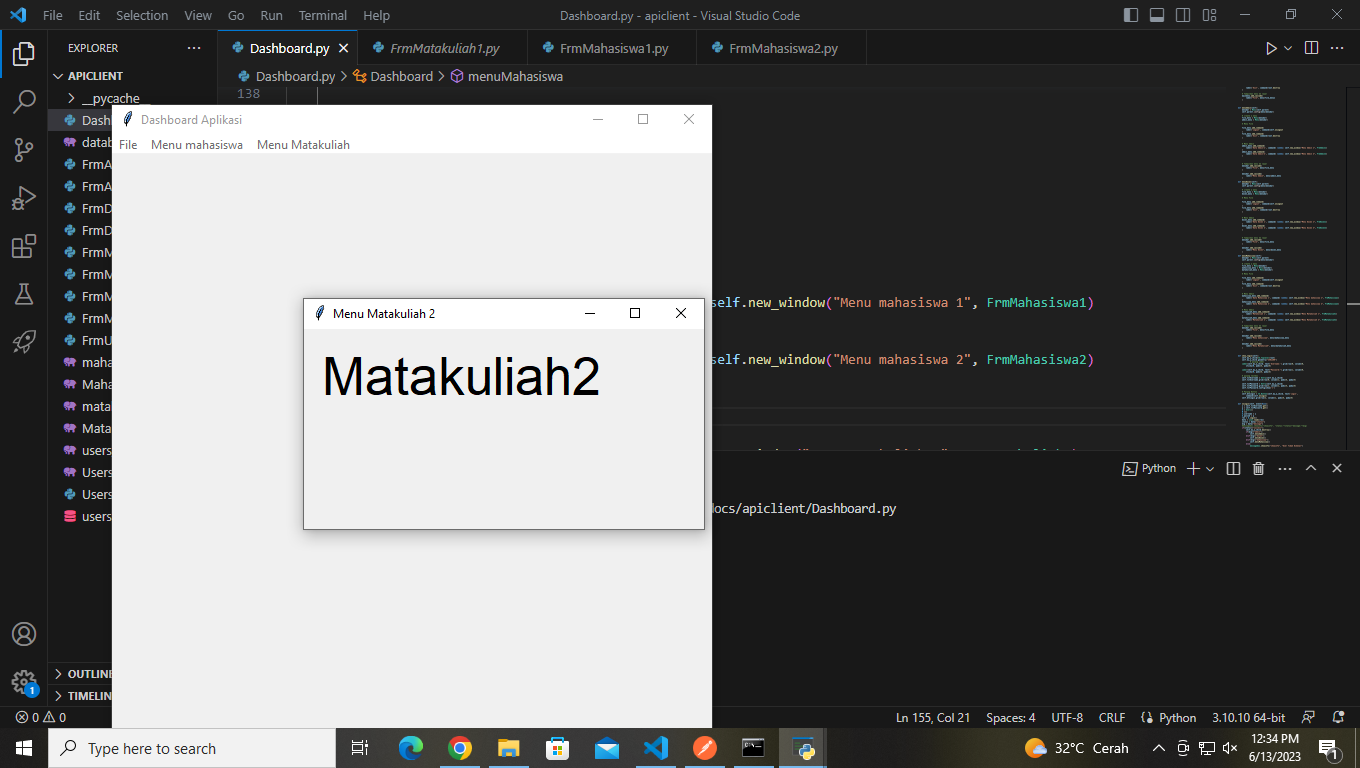 File Edit Selection View Go Run Terminal Help
Dashboard.py - apiclient - Visual Studio Code
EXPLORER
Dashboard.py
FrmMatakuliah1.py
FrmMahasiswa1.py
FrmMahasiswa2.py
APICLIENT
Dashboard.py > Dashboard > menuMahasiswa
__pycache__
138
Dashboard Aplikasi
File Menu mahasiswa Menu Matakuliah
Menu Matakuliah 2
Matakuliah2
self.new_window("Menu mahasiswa 1", FrmMahasiswa1)
self.new_window("Menu mahasiswa 2", FrmMahasiswa2)
Dash
datab
FrmA
FrmA
FrmD
FrmD
FrmM
FrmM
FrmM
FrmM
FrmU
maha
Maha
mata
Mata
users
Users
Users
users
Python
docs/apiclient/Dashboard.py
OUTLINE
TIMELIN
1
0 0
Ln 155, Col 21 Spaces: 4 UTF-8 CRLF Python 3.10.10 64-bit
Type here to search
32°C Cerah
12:34 PM
6/13/2023
1